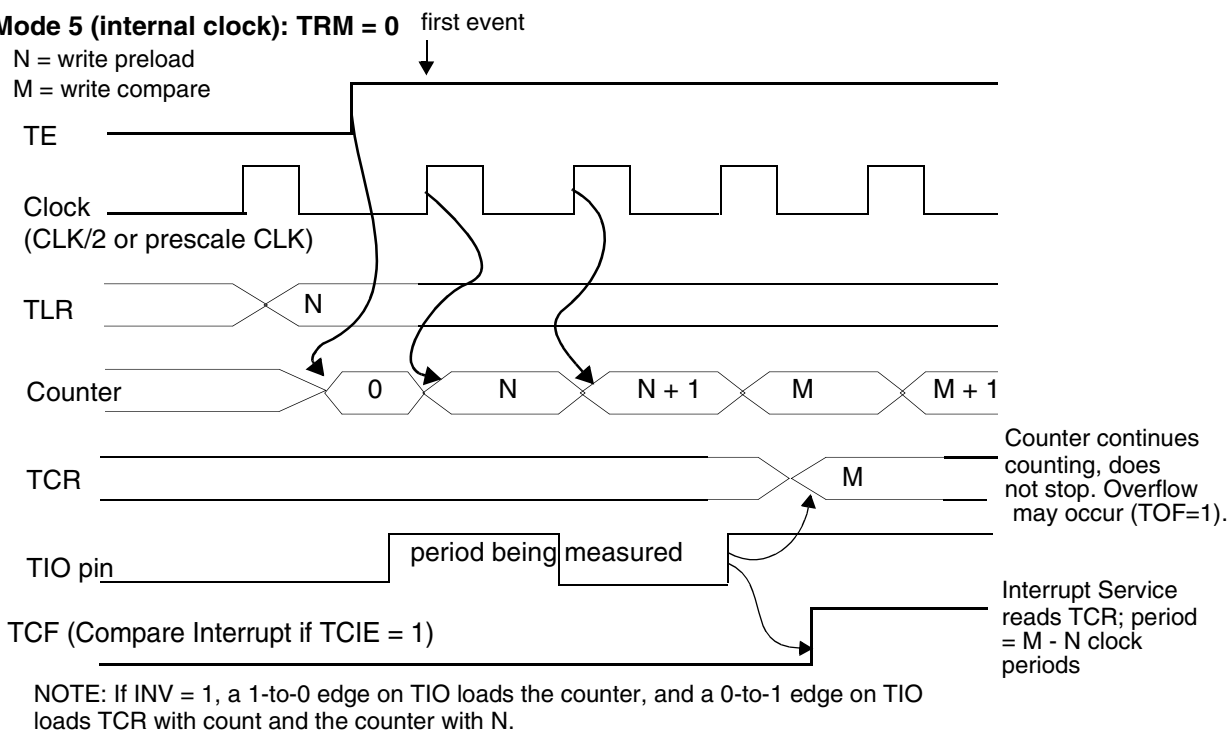 Mode 5 (internal clock): TRM = 0
first event
N = write preload
M = write compare
TE
Clock
(CLK/2 or prescale CLK)
TLR
N
Counter
0
N
N + 1
M
M + 1
TCR
M
Counter continues
counting, does
not stop. Overflow
may occur (TOF=1).
TIO pin
period being measured
TCF (Compare Interrupt if TCIE = 1)
Interrupt Service
reads TCR; period
= M - N clock
periods
NOTE: If INV = 1, a 1-to-0 edge on TIO loads the counter, and a 0-to-1 edge on TIO
loads TCR with count and the counter with N.